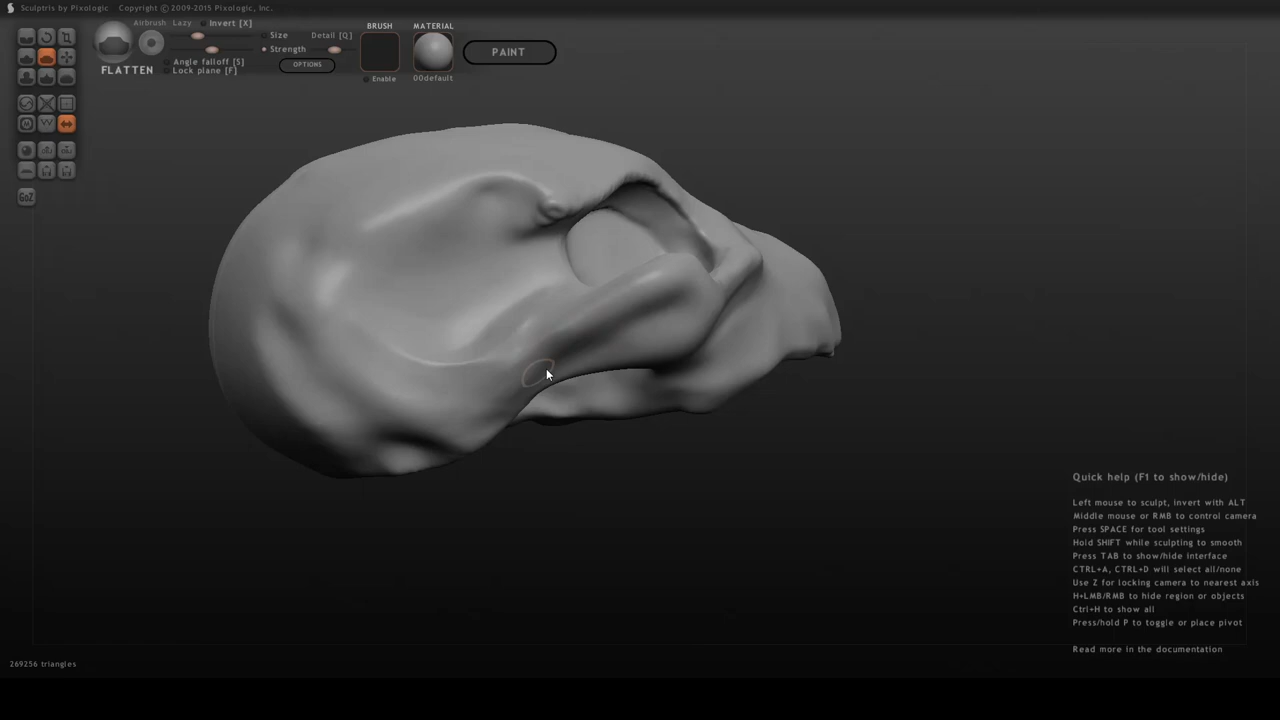 Sculptris by Pixologic Copyright © 2009-2015 Pixologic, Inc.
Airbrush Lazy Invert [X]
Size Detail [Q]
Strength
Angle falloff [S]
FLATTEN Lock plane [F]
OPTIONS
BRUSH
Enable
MATERIAL
00default
PAINT
GoZ
Quick help (F1 to show/hide)
Left mouse to sculpt, invert with ALT
Middle mouse or RMB to control camera
Press SPACE for tool settings
Hold SHIFT while sculpting to smooth
Press TAB to show/hide interface
CTRL+A, CTRL+D will select all/none
Use Z for locking camera to nearest axis
H+LMB/RMB to hide region or objects
Ctrl+H to show all
Press/hold P to toggle or place pivot
Read more in the documentation
269256 triangles